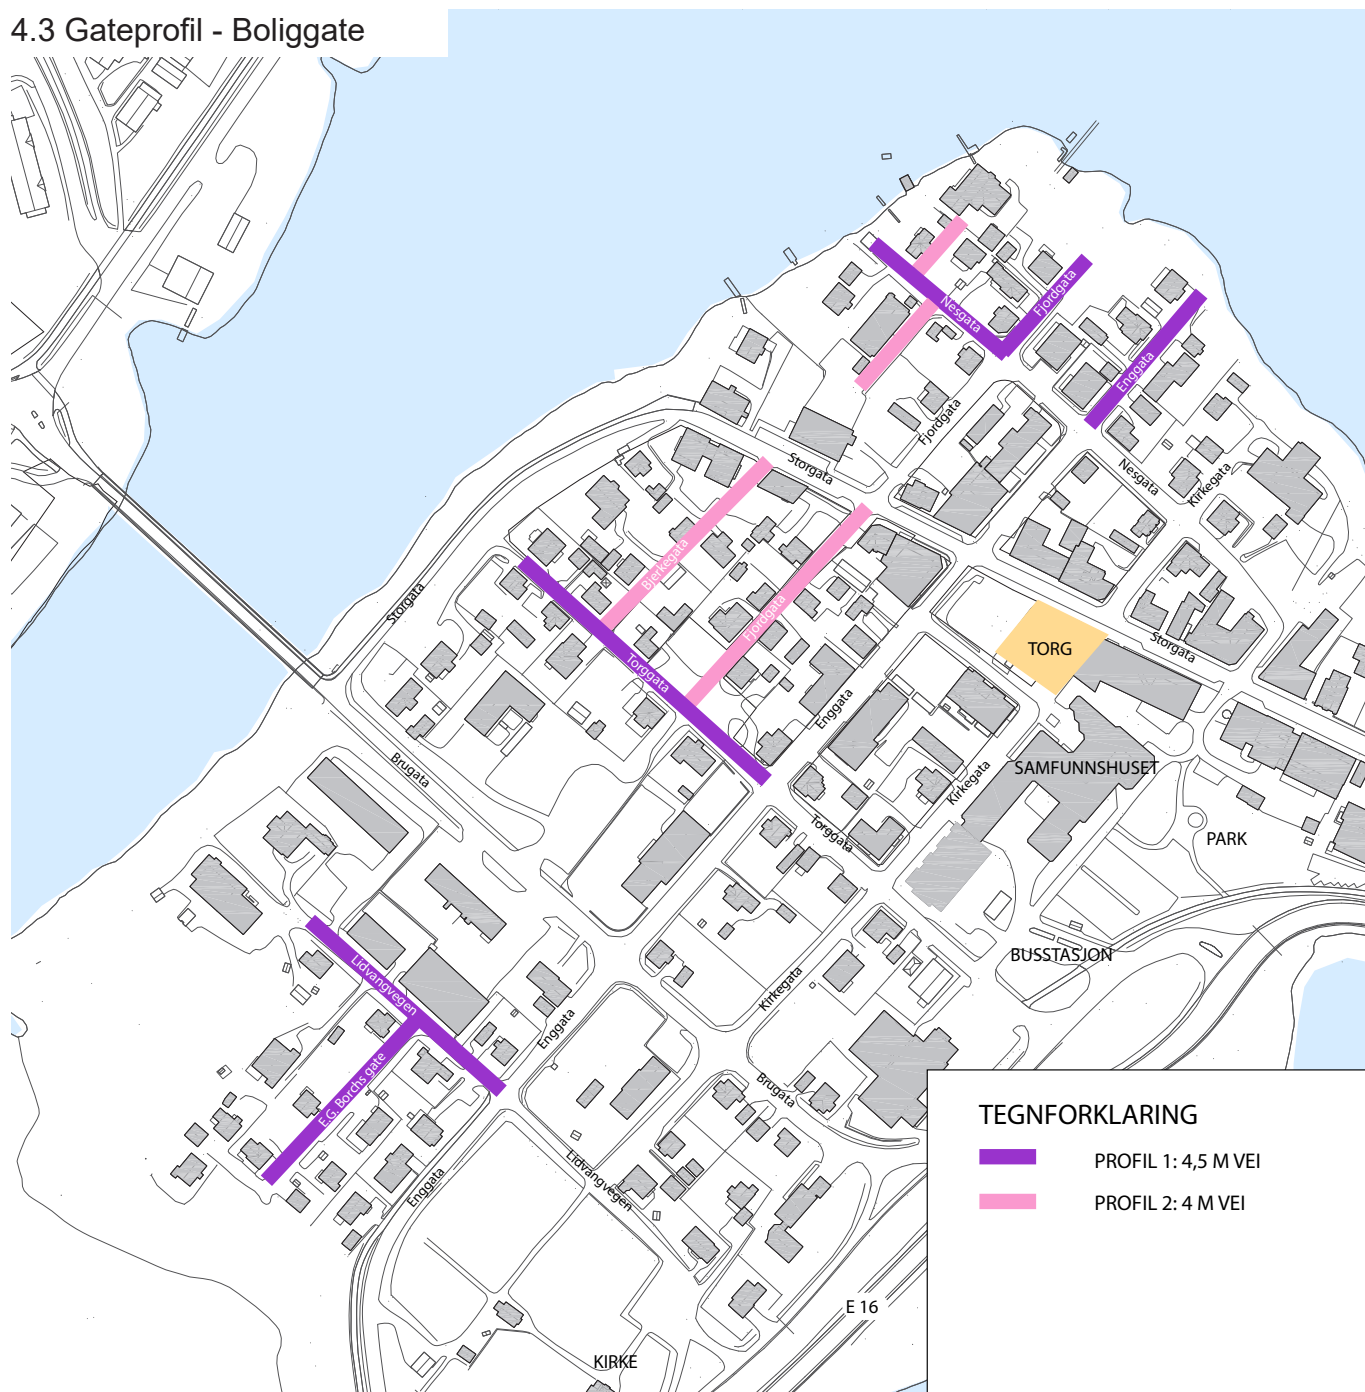 4.3 Gateprofil - Boliggate
Nesgata
Fjordgata
Enggata
Fjordgata
Storgata
Nesgata
Kirkegata
Bjerkegata
Storgata
Fjordgata
TORG
Storgata
Torggata
Enggata
Brugata
Kirkegata
SAMFUNNSHUSET
Torggata
PARK
BUSSTASJON
Lidvangvegen
Kirkegata
Enggata
E.G. Borchs gate
Brugata
Enggata
Lidvangvegen
TEGNFORKLARING
PROFIL 1: 4,5 M VEI
PROFIL 2: 4 M VEI
E 16
KIRKE